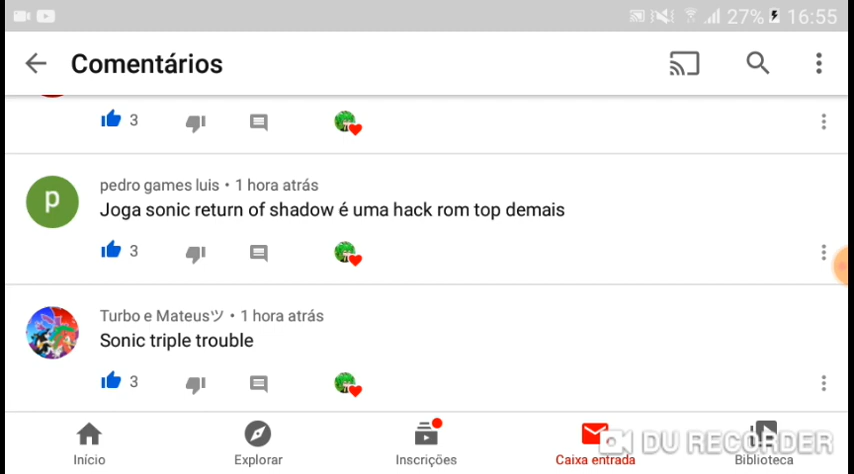 27% 16:55
Comentários
3
pedro games luis • 1 hora atrás
Joga sonic return of shadow é uma hack rom top demais
3
p
Turbo e Mateusツ • 1 hora atrás
Sonic triple trouble
3
Início
Explorar
Inscrições
Caixa entrada
Biblioteca
DU RECORDER